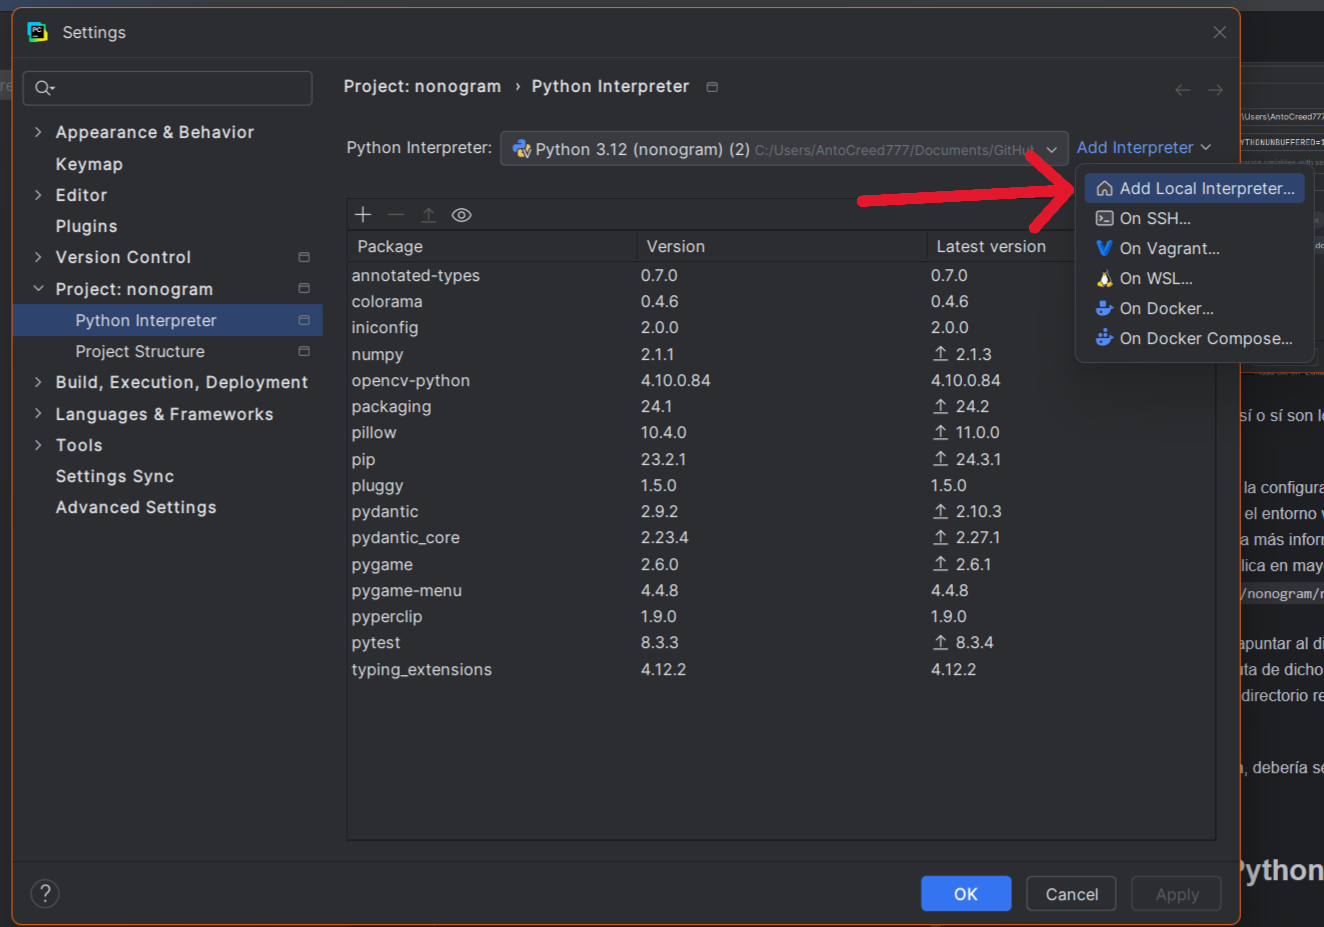 PC
Settings
Project: nonogram › Python Interpreter
Appearance & Behavior
Keymap
Editor
Plugins
Version Control
Project: nonogram
Python Interpreter
Project Structure
Build, Execution, Deployment
Languages & Frameworks
Tools
Settings Sync
Advanced Settings
Python Interpreter: Python 3.12 (nonogram) (2) C:/Users/AntoCreed777/Documents/GitHub Add Interpreter
Add Local Interpreter...
On SSH...
On Vagrant...
On WSL...
On Docker...
On Docker Compose...
Package Version Latest version
annotated-types 0.7.0 0.7.0
colorama 0.4.6 0.4.6
iniconfig 2.0.0 2.0.0
numpy 2.1.1 2.1.3
opencv-python 4.10.0.84 4.10.0.84
packaging 24.1 24.2
pillow 10.4.0 11.0.0
pip 23.2.1 24.3.1
pluggy 1.5.0 1.5.0
pydantic 2.9.2 2.10.3
pydantic_core 2.23.4 2.27.1
pygame 2.6.0 2.6.1
pygame-menu 4.4.8 4.4.8
pyperclip 1.9.0 1.9.0
pytest 8.3.3 8.3.4
typing_extensions 4.12.2 4.12.2
? OK Cancel Apply
\Users\AntoCreed777
YTHONUNBUFFERED=1
sí o sí son
la configura
el entorno
a más infor
lica en may
/nonogram/
apuntar al di
ta de dicho
directorio re
, debería se
Python